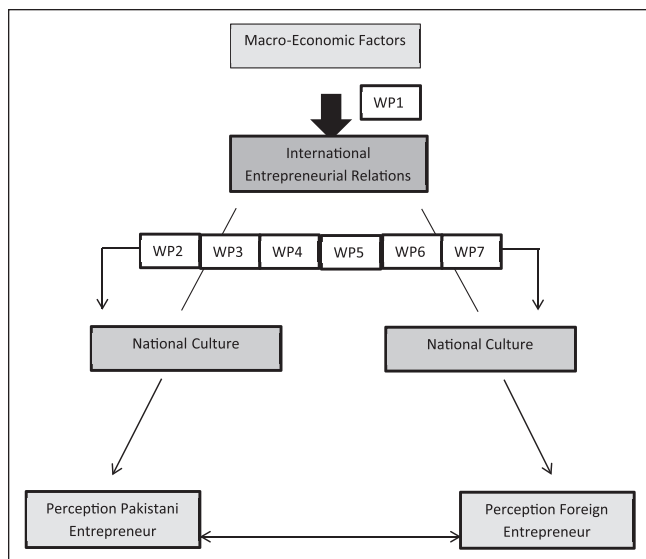 Macro-Economic Factors
WP1
International
Entrepreneurial Relations
WP2 WP3 WP4 WP5 WP6 WP7
National Culture
National Culture
Perception Pakistani
Entrepreneur
Perception Foreign
Entrepreneur